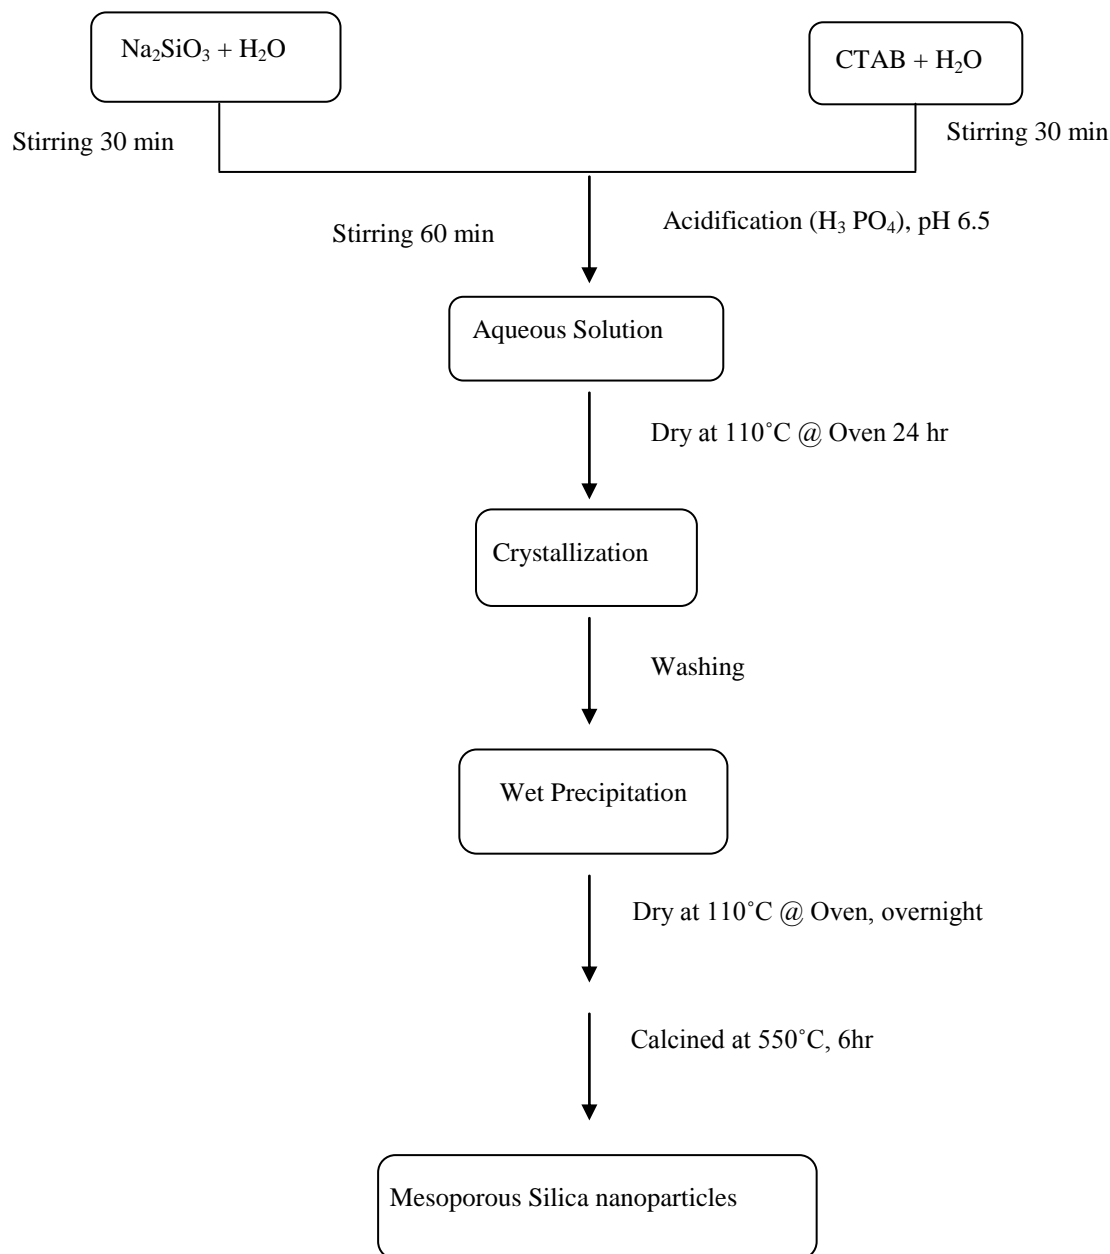 Na₂SiO₃ + H₂O
CTAB + H₂O
Stirring 30 min
Stirring 30 min
Acidification (H₃ PO₄), pH 6.5
Stirring 60 min
Aqueous Solution
Dry at 110˚C @ Oven 24 hr
Crystallization
Washing
Wet Precipitation
Dry at 110˚C @ Oven, overnight
Calcined at 550˚C, 6hr
Mesoporous Silica nanoparticles